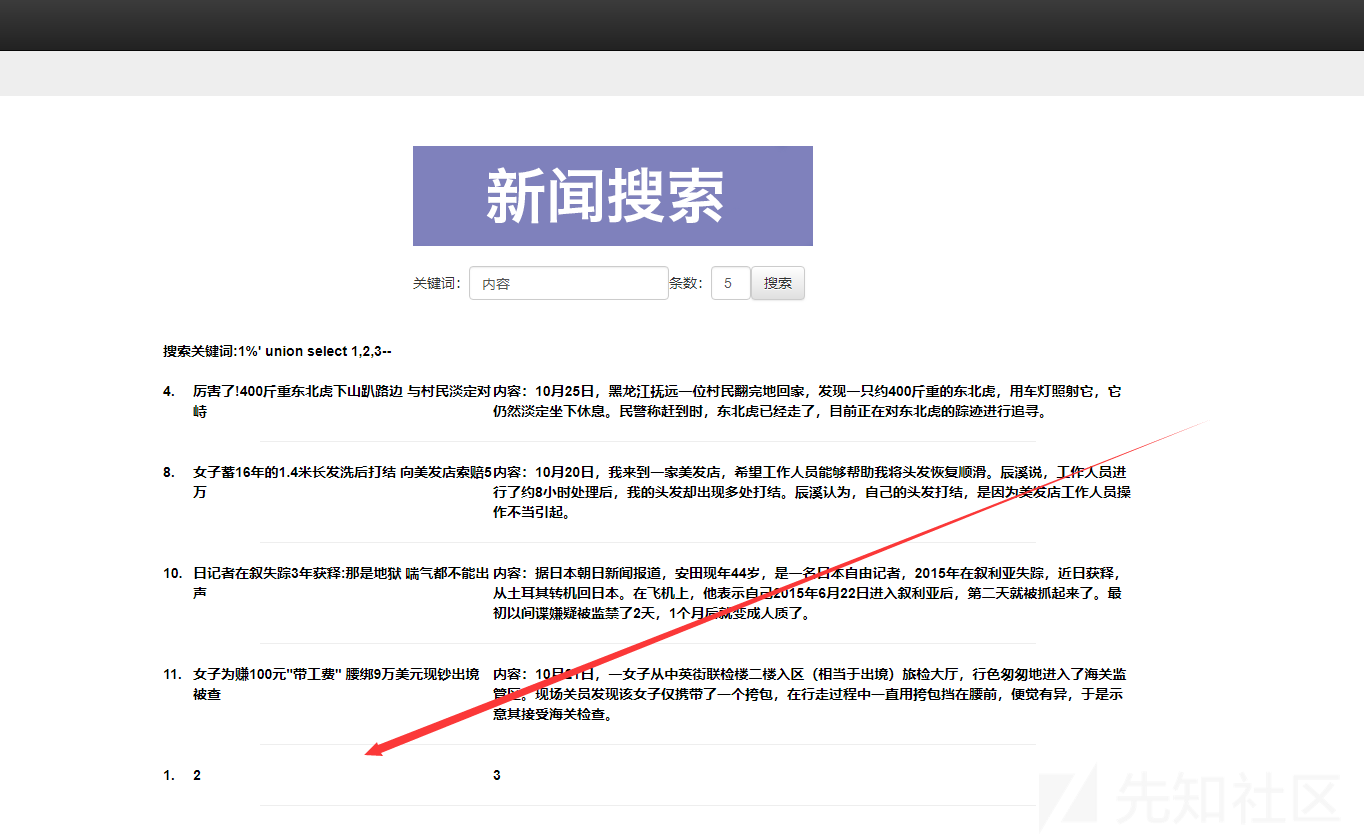 新闻搜索
关键词: 内容 条数: 5 搜索
搜索关键词:1%' union select 1,2,3--
4. 厉害了!400斤重东北虎下山趴路边 与村民淡定对 内容：10月25日，黑龙江抚远一位村民翻完地回家，发现一只约400斤重的东北虎，用车灯照射它，它
峙 仍然淡定坐下休息。民警称赶到时，东北虎已经走了，目前正在对东北虎的踪迹进行追寻。
8. 女子蓄16年的1.4米长发洗后打结 向美发店索赔5 内容：10月20日，我来到一家美发店，希望工作人员能够帮助我将头发恢复顺滑。辰溪说，工作人员进
万 行了约8小时处理后，我的头发却出现多处打结。辰溪认为，自己的头发打结，是因为美发店工作人员操
作不当引起。
10. 日记者在叙失踪3年获释:那是地狱 喘气都不能出 内容：据日本朝日新闻报道，安田现年44岁，是一名日本自由记者，2015年在叙利亚失踪，近日获释，
声 从土耳其转机回日本。在飞机上，他表示自己2015年6月22日进入叙利亚后，第二天就被抓起来了。最
初以间谍嫌疑被监禁了2天，1个月后就变成人质了。
11. 女子为赚100元"带工费" 腰绑9万美元现钞出境 内容：10月21日，一女子从中英街联检楼二楼入区（相当于出境）旅检大厅，行色匆匆地进入了海关监
被查 管区。现场关员发现该女子仅携带了一个挎包，在行走过程中一直用挎包挡在腰前，便觉有异，于是示
意其接受海关检查。
1. 2 3
先知社区